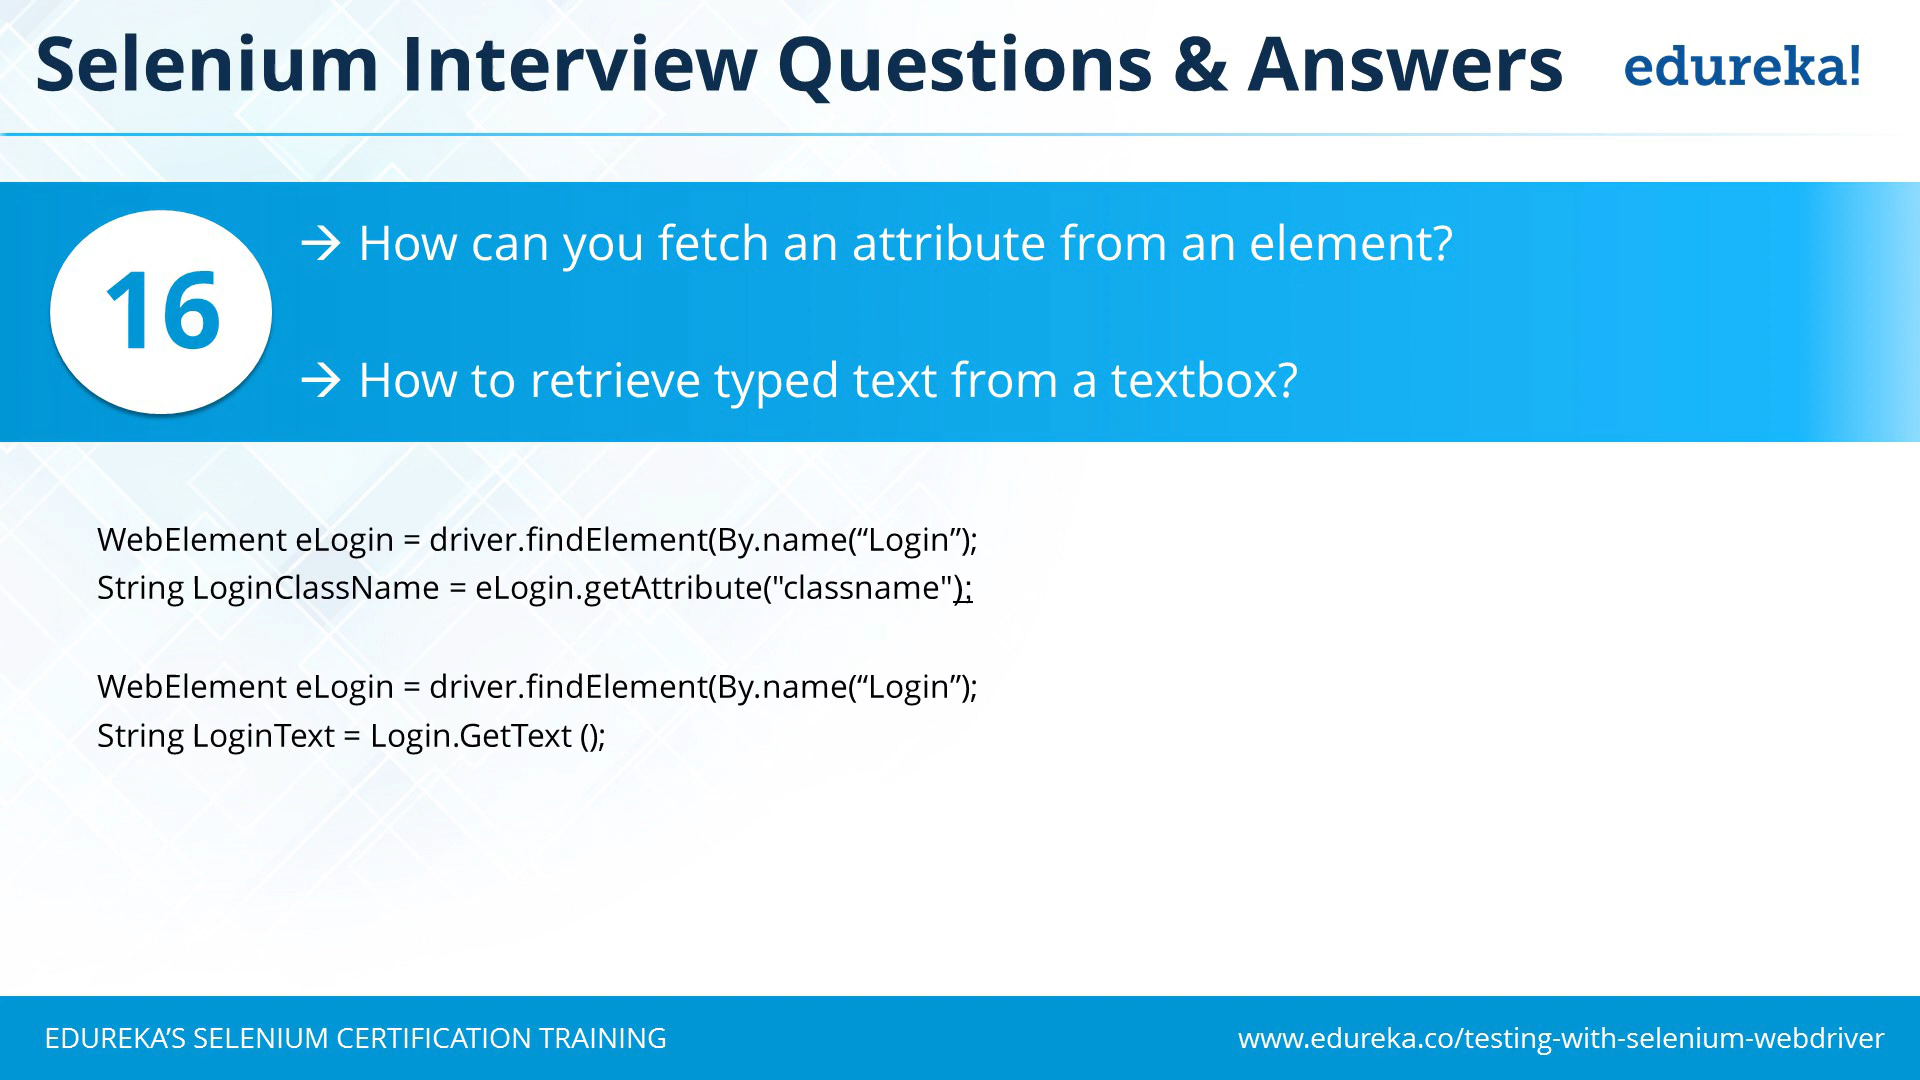 Selenium Interview Questions & Answers
edureka!
16
→ How can you fetch an attribute from an element?
→ How to retrieve typed text from a textbox?
WebElement eLogin = driver.findElement(By.name(“Login”);
String LoginClassName = eLogin.getAttribute("classname");
WebElement eLogin = driver.findElement(By.name(“Login”);
String LoginText = Login.GetText ();
EDUREKA’S SELENIUM CERTIFICATION TRAINING
www.edureka.co/testing-with-selenium-webdriver